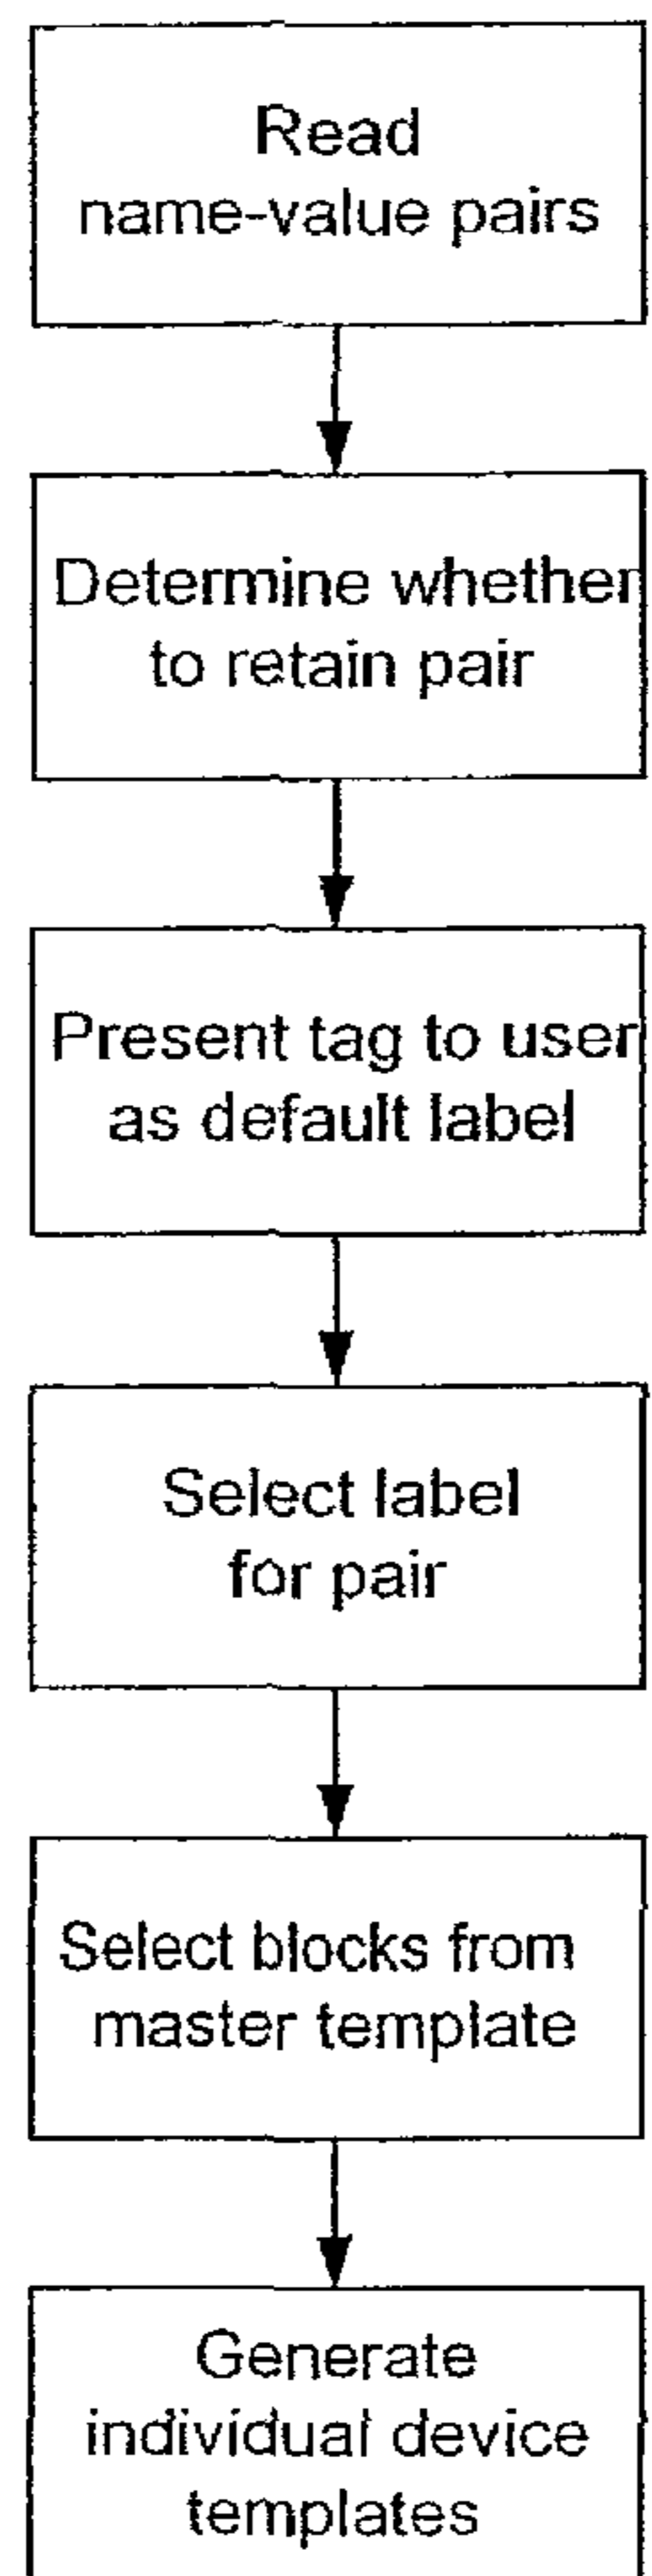 Read
name-value pairs
Determine whether
to retain pair
Present tag to user
as default label
Select label
for pair
Select blocks from
master template
Generate
individual device
templates